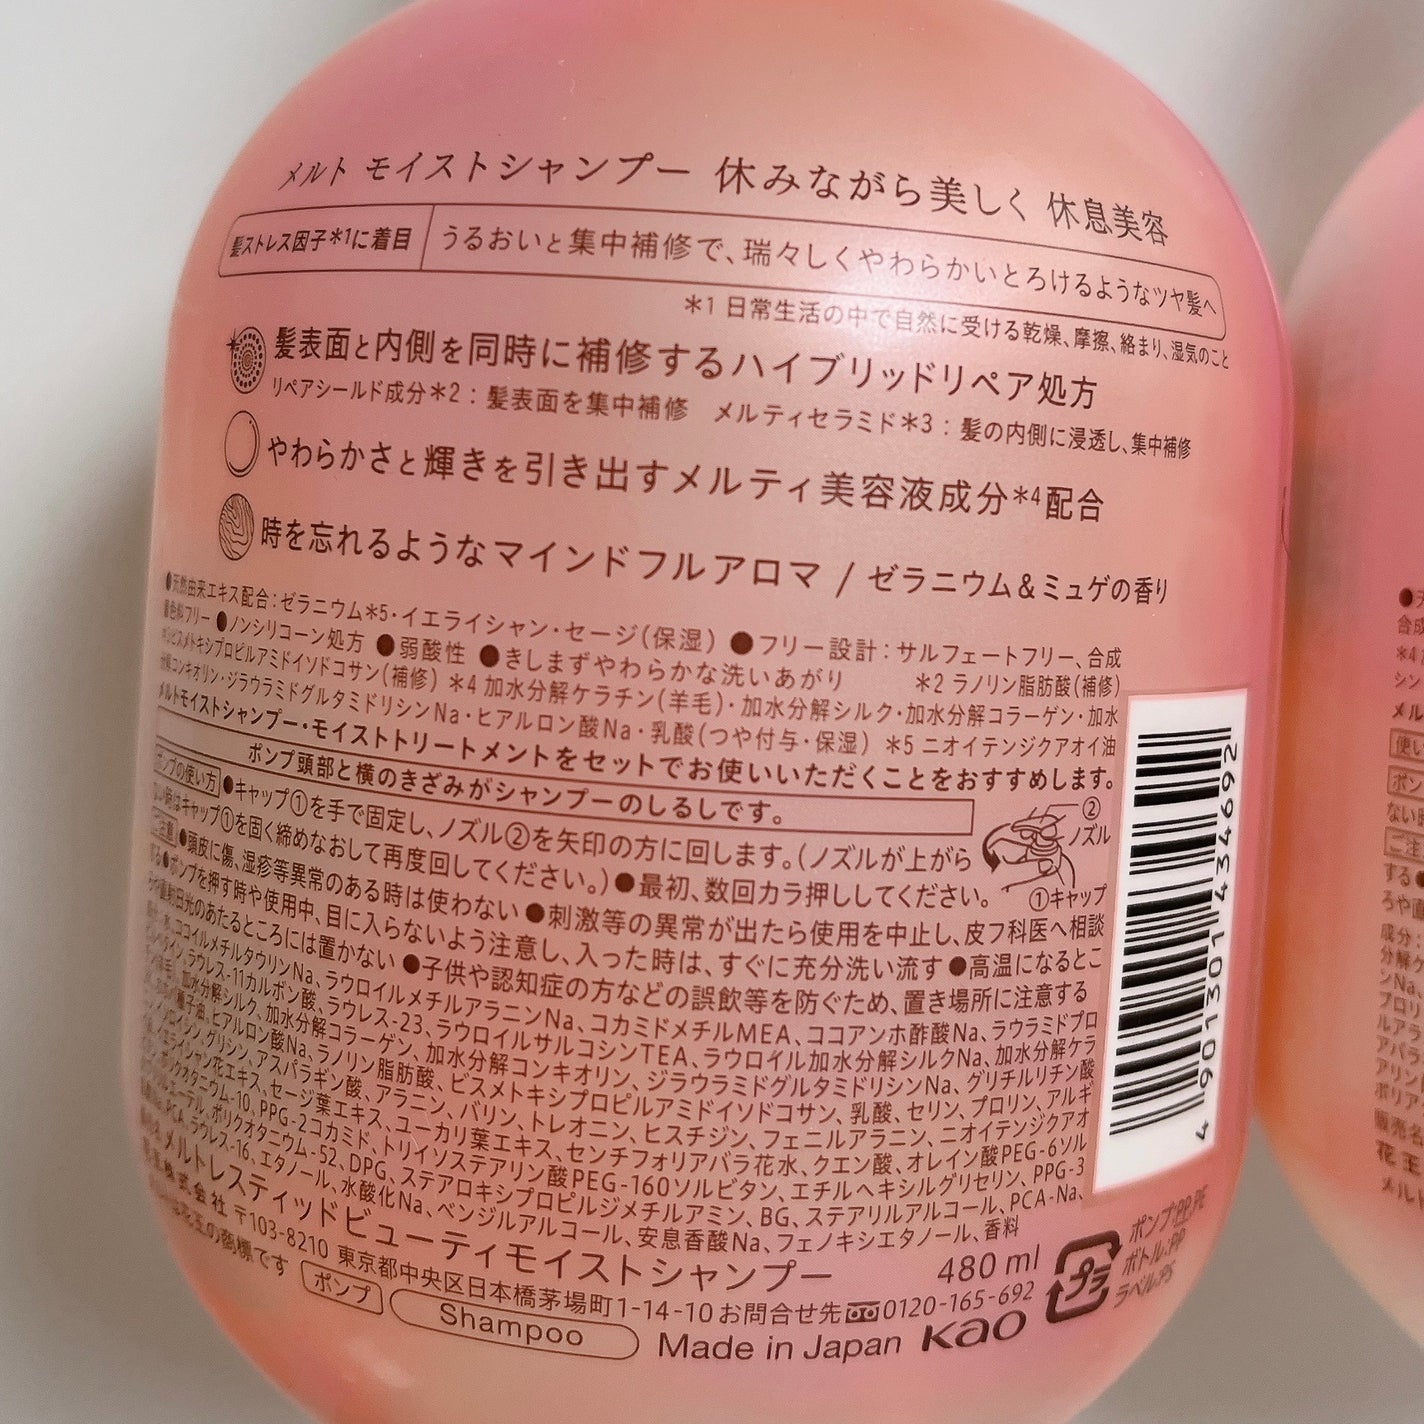 メルト モイストシャンプー 休みながら美しく 休息美容
髪ストレス因子*1に着目 うるおいと集中補修で、瑞々しくやわらかいとろけるようなツヤ髪へ
*1 日常生活の中で自然に受ける乾燥、摩擦、絡まり、湿気のこと
髪表面と内側を同時に補修するハイブリッドリペア処方
リペアシールド成分*2：髪表面を集中補修 メルティセラミド*3：髪の内側に浸透し、集中補修
やわらかさと輝きを引き出すメルティ美容液成分*4配合
時を忘れるようなマインドフルアロマ / ゼラニウム＆ミュゲの香り
●天然由来エキス配合：ゼラニウム*5・イエライシャン・セージ(保湿) ●フリー設計：サルフェートフリー、合成
着色料フリー ●ノンシリコーン処方 ●弱酸性 ●きしまずやわらかな洗いあがり *2 ラノリン脂肪酸(補修)
ビスメトキシプロピルアミドイソドコサン(補修) *4 加水分解ケラチン(羊毛)・加水分解シルク・加水分解コラーゲン・加水
分解コンキオリン・ジラウラミドグルタミドリシンNa・ヒアルロン酸Na・乳酸(つや付与・保湿) *5 ニオイテンジクアオイ油
メルトモイストシャンプー・モイストトリートメントをセットでお使いいただくことをおすすめします。
ポンプ頭部と横のきざみがシャンプーのしるしです。
ポンプの使い方 ●キャップ①を手で固定し、ノズル②を矢印の方に回します。(ノズルが上がら
ない時はキャップ①を固く締めなおして再度回してください。)●最初、数回カラ押ししてください。
②
ノズル
①キャップ
ご注意 ●頭皮に傷、湿疹等異常のある時は使わない ●刺激等の異常が出たら使用を中止し、皮フ科医へ相談
する●ポンプを押す時や使用中、目に入らないよう注意し、入った時は、すぐに充分洗い流す ●高温になるとこ
ろや直射日光のあたるところには置かない ●子供や認知症の方などの誤飲等を防ぐため、置き場所に注意する
水、ココイルメチルタウリンNa、ラウロイルメチルアラニンNa、コカミドメチルMEA、ココアンホ酢酸Na、ラウラミドプロ
ピルベタイン、ラウレス-11カルボン酸、ラウレス-23、ラウロイルサルコシンTEA、ラウロイル加水分解シルクNa、加水分解ケラ
加水分解シルク、加水分解コラーゲン、加水分解コンキオリン、ジラウラミドグルタミドリシンNa、グリチルリチン酸
種子油、ヒアルロン酸Na、ラノリン脂肪酸、ビスメトキシプロピルアミドイソドコサン、乳酸、セリン、プロリン、アルギ
グリシン、アスパラギン酸、アラニン、バリン、トレオニン、ヒスチジン、フェニルアラニン、ニオイテンジクアオ
イエライシャン花エキス、セージ葉エキス、ユーカリ葉エキス、センチフォリアバラ花水、クエン酸、オレイン酸PEG-6ソル
ポリクオタニウム-10、PPG-2コカミド、トリイソステアリン酸PEG-160ソルビタン、エチルヘキシルグリセリン、PPG-3
エーテル、ポリクオタニウム-52、DPG、ステアロキシプロピルジメチルアミン、BG、ステアリルアルコール、PCA-Na、
PCA、ラウレス-16、エタノール、水酸化Na、ベンジルアルコール、安息香酸Na、フェノキシエタノール、香料
メルトレスティッドビューティモイストシャンプー 480 ml
花王株式会社 〒103-8210 東京都中央区日本橋茅場町1-14-10お問合せ先 0120-165-692
は花王の商標です
ポンプ Shampoo Made in Japan Kao
プラ
ポンプ:PP,PE
ボトル:PP
ラベル:PS
4 901301 434692